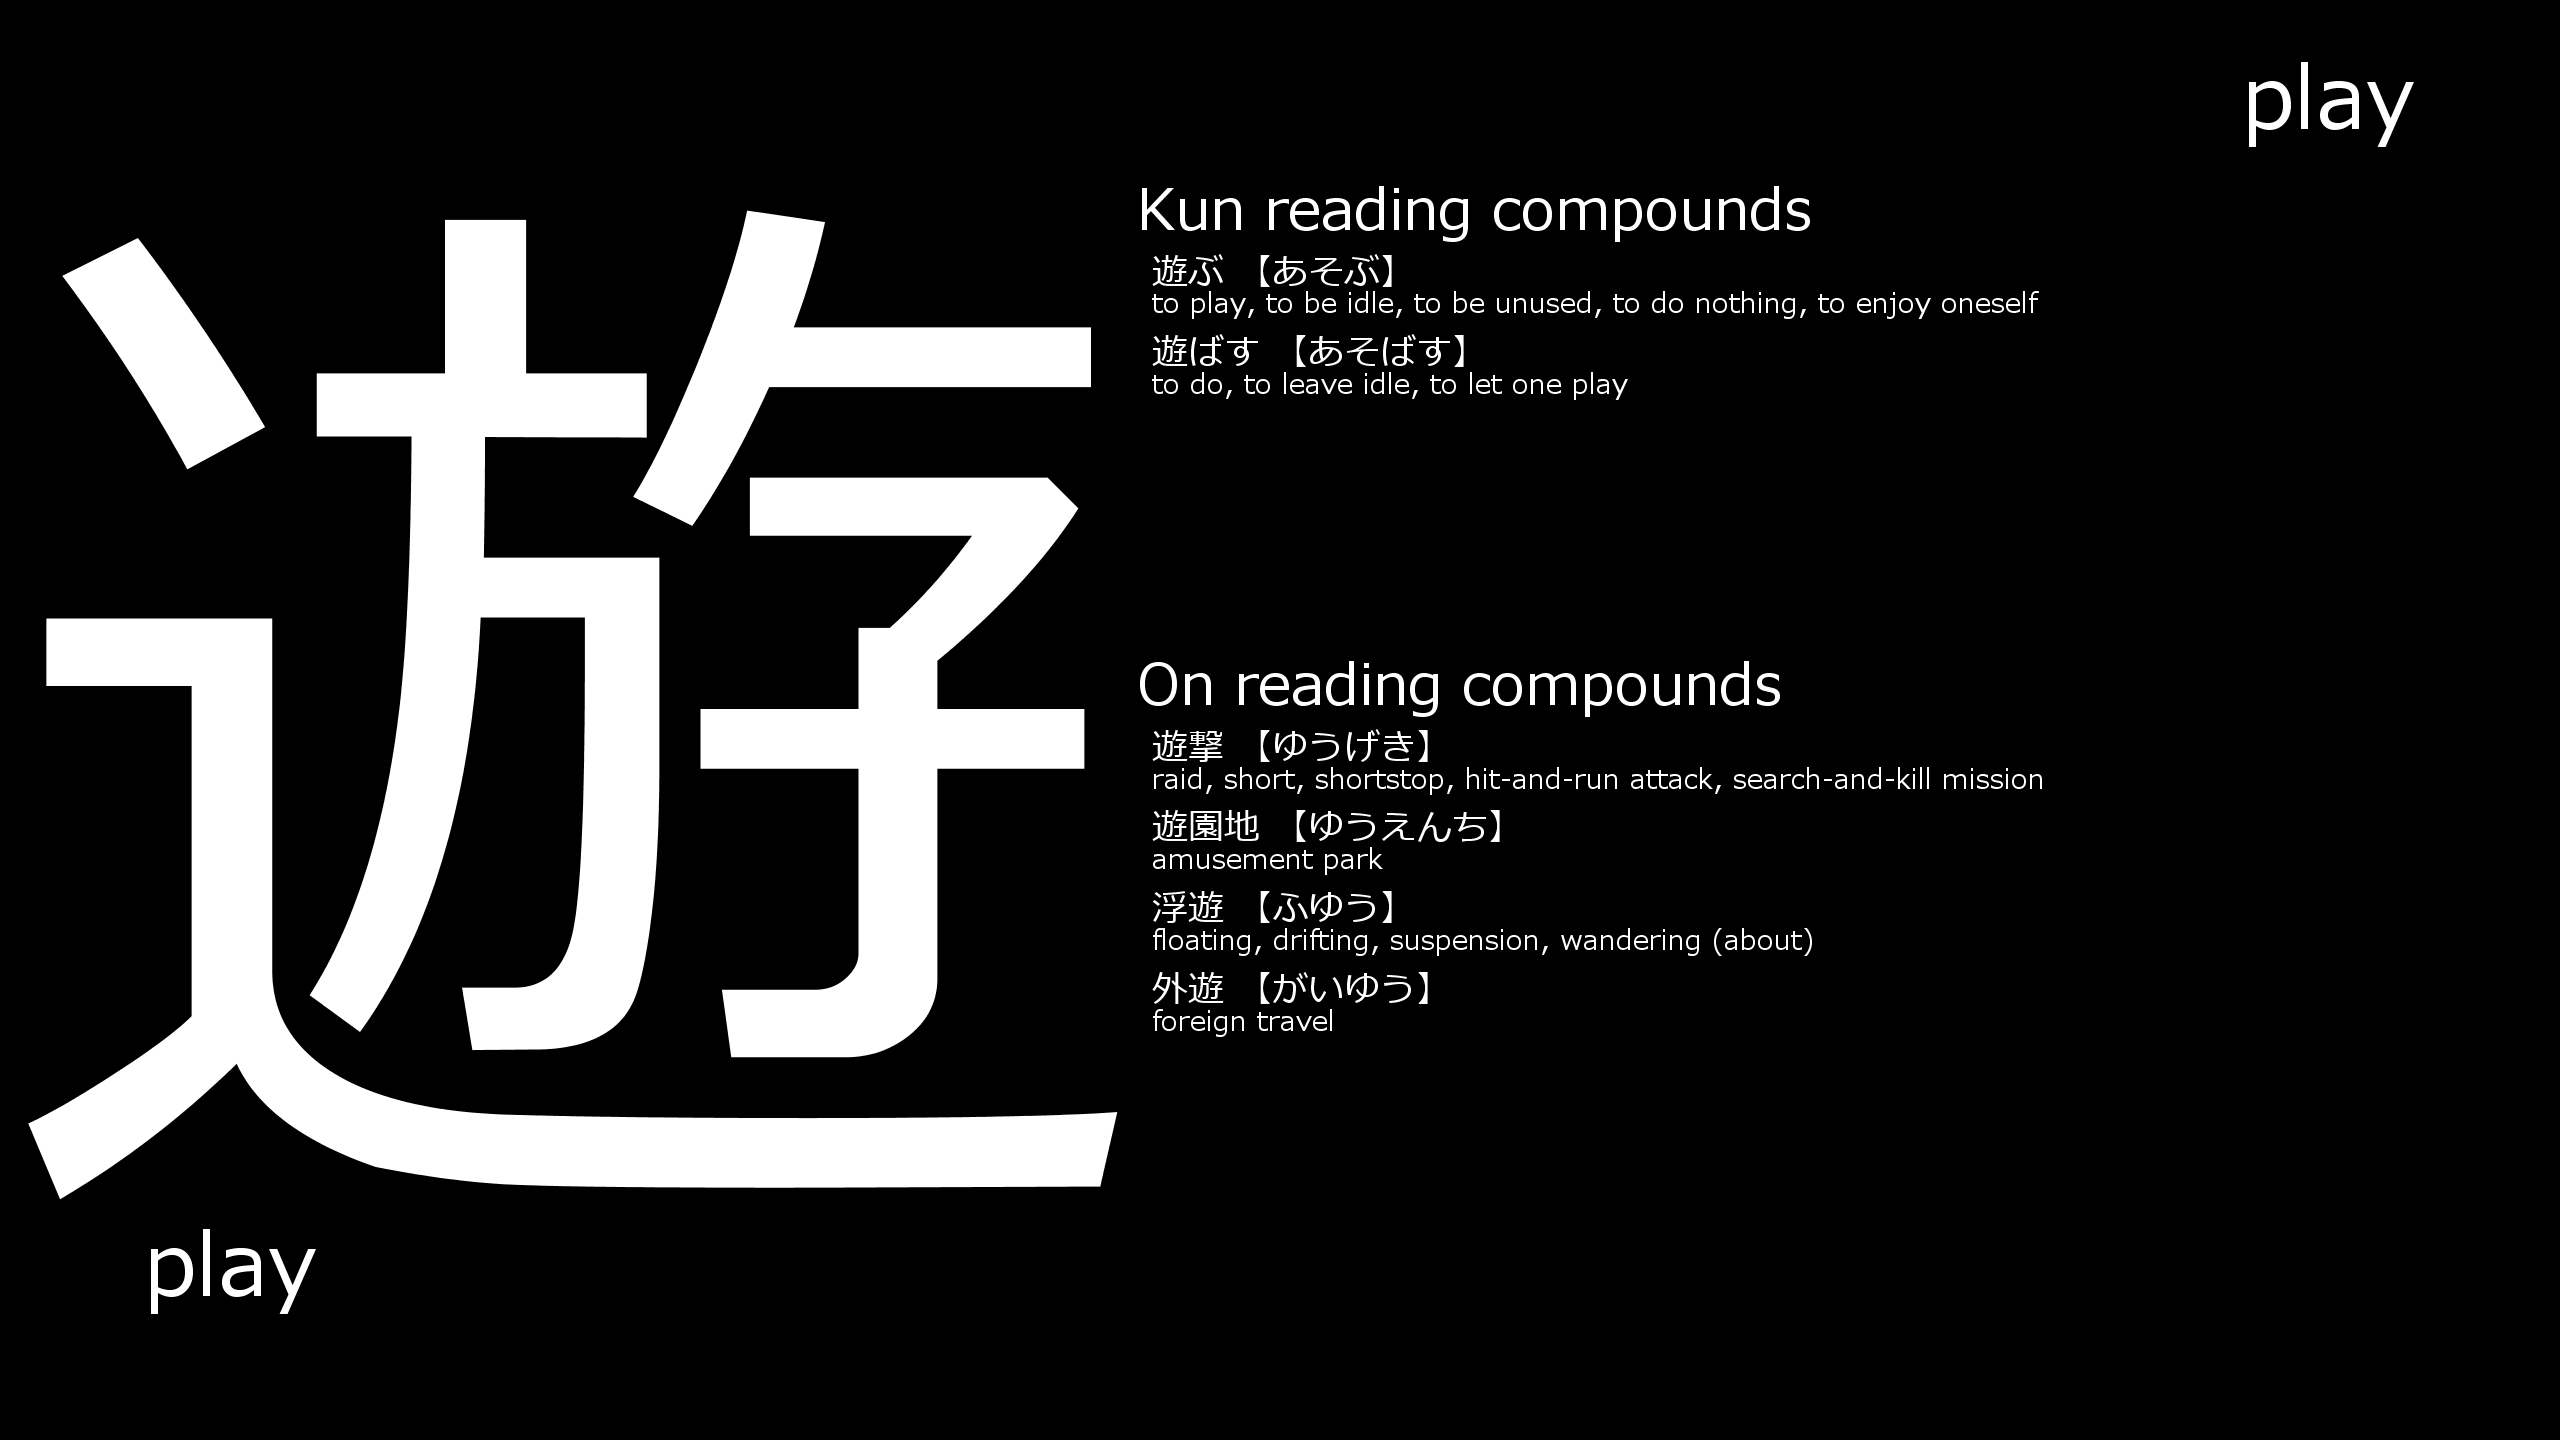 play
遊
Kun reading compounds
遊ぶ 【あそぶ】
to play, to be idle, to be unused, to do nothing, to enjoy oneself
遊ばす 【あそばす】
to do, to leave idle, to let one play
On reading compounds
遊撃 【ゆうげき】
raid, short, shortstop, hit-and-run attack, search-and-kill mission
遊園地 【ゆうえんち】
amusement park
浮遊 【ふゆう】
floating, drifting, suspension, wandering (about)
外遊 【がいゆう】
foreign travel
play